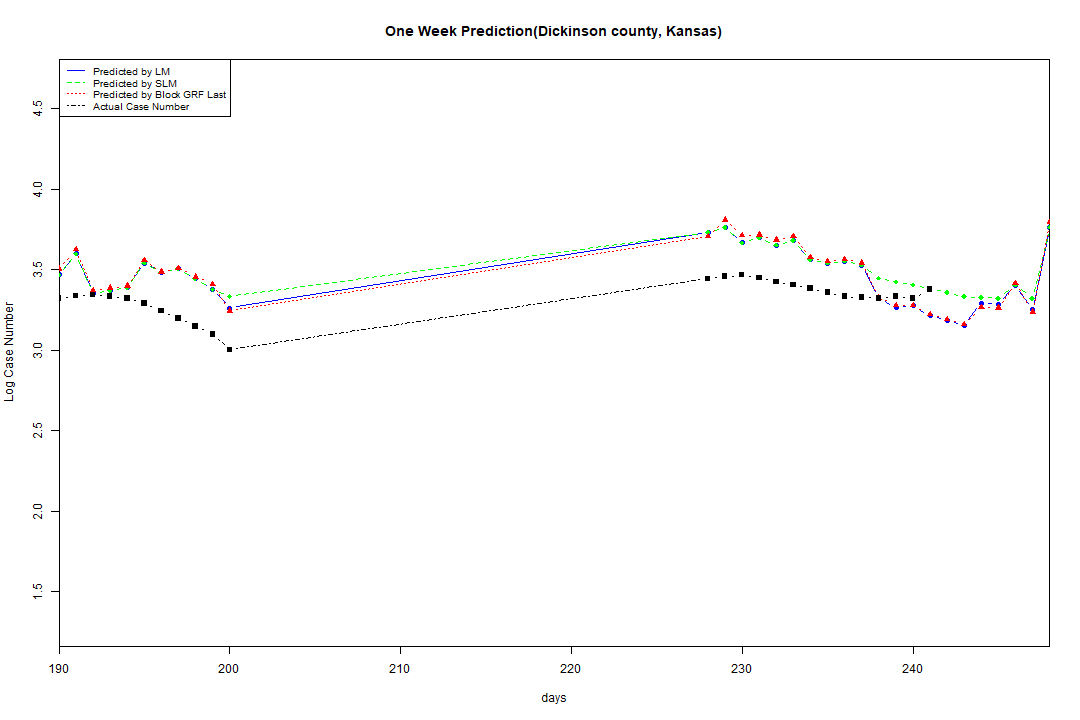 One Week Prediction(Dickinson county, Kansas)
Predicted by LM
Predicted by SLM
Predicted by Block GRF Last
Actual Case Number
4.5
4.0
3.5
3.0
2.5
2.0
1.5
Log Case Number
190 200 210 220 230 240
days